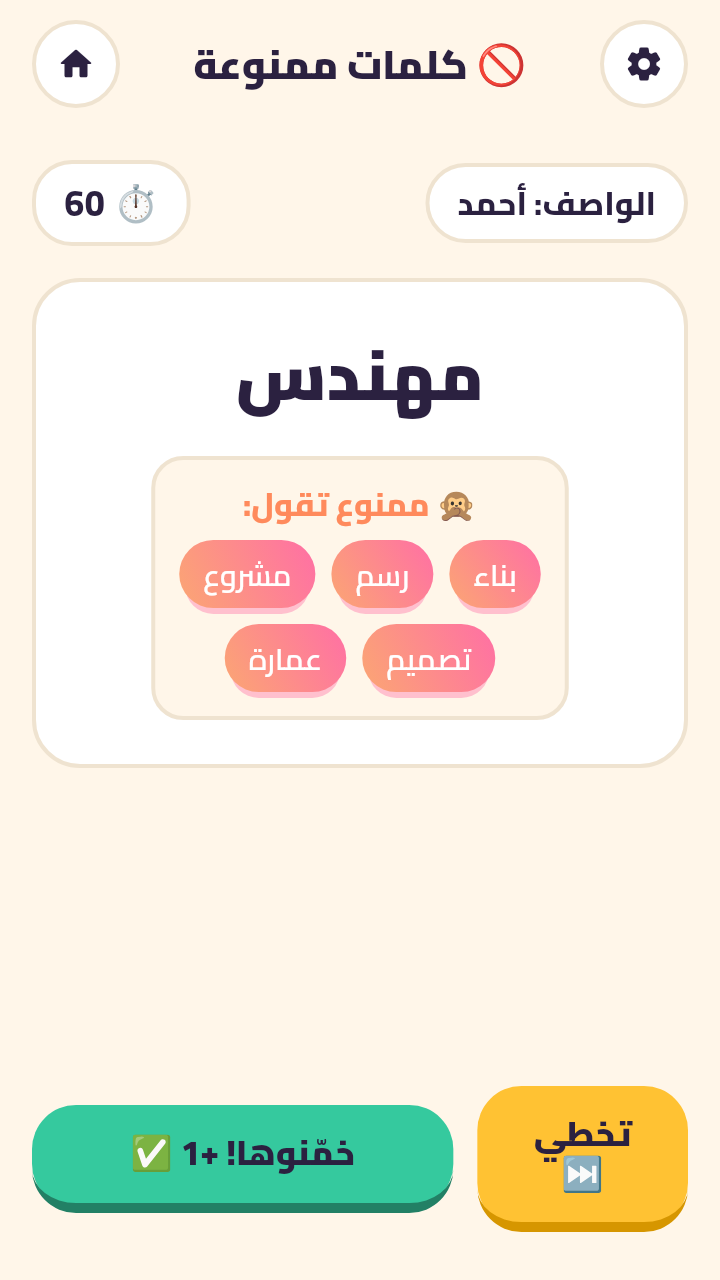 🚫 كلمات ممنوعة
الواصف: أحمد
⏱️ 60
مهندس
🙊 ممنوع تقول:
بناء رسم مشروع
تصميم عمارة
تخطي
⏭️
خمّنوها! +1 ✅